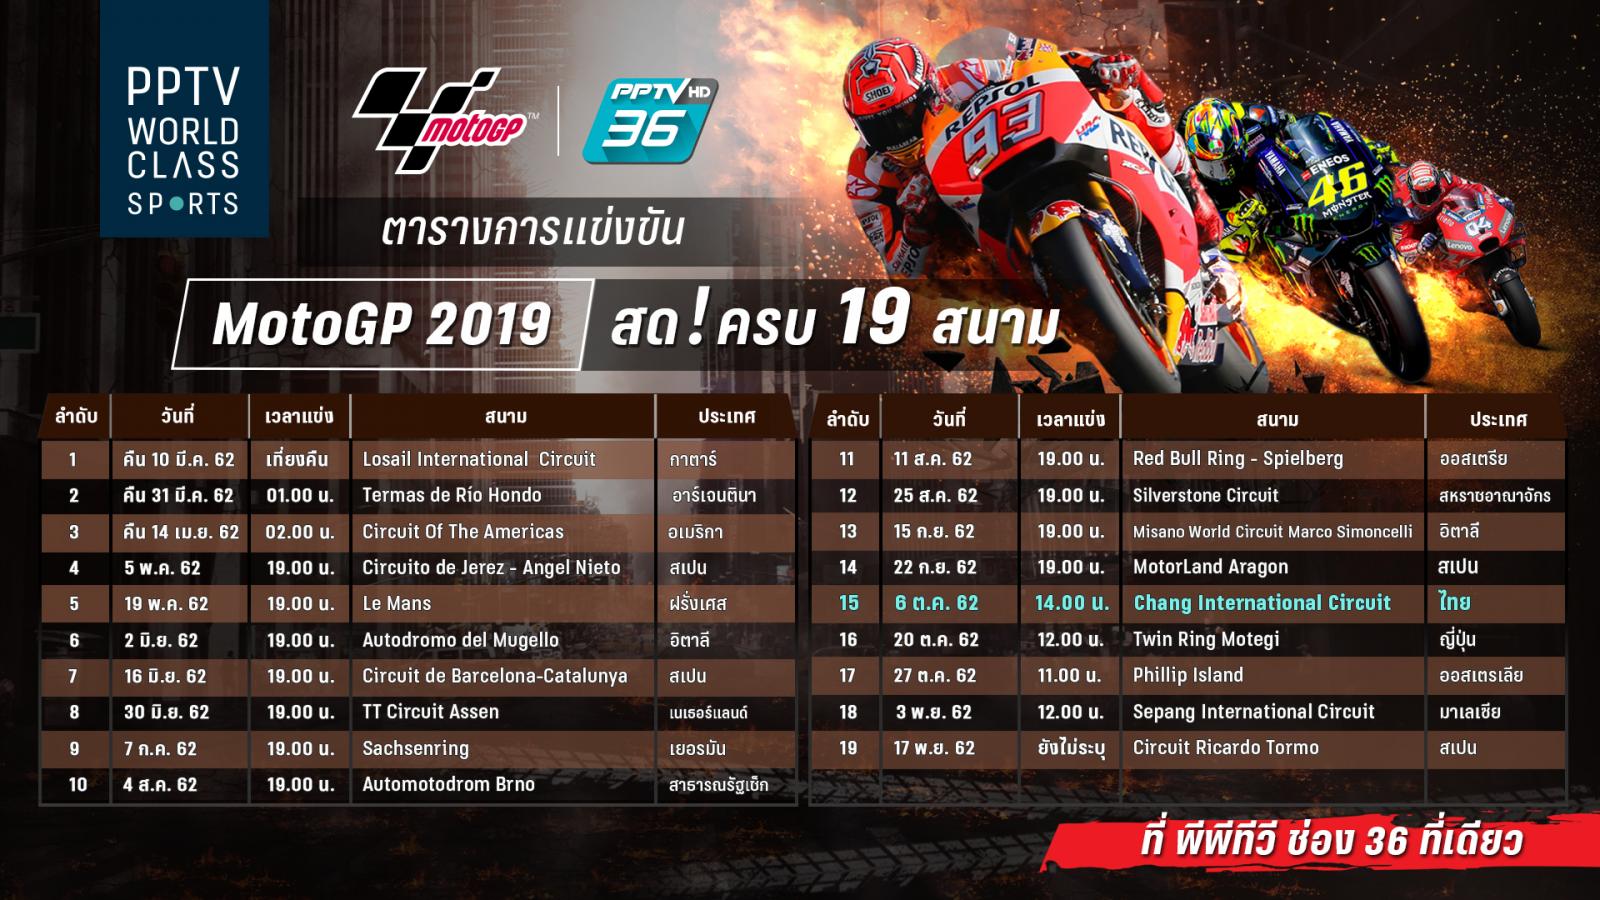 PPTV
WORLD
CLASS
SPORTS
motoGP™
PPTV HD
36
ตารางการแข่งขัน
MotoGP 2019 สด! ครบ 19 สนาม
SHOEI
REPSOL
93
REPSOL
YAMAHA
ENEOS
46
MONSTER
ENERGY
04
Lenovo
ลำดับ วันที่ เวลาแข่ง สนาม ประเทศ
1 คืน 10 มี.ค. 62 เที่ยงคืน Losail International Circuit กาตาร์
2 คืน 31 มี.ค. 62 01.00 น. Termas de Río Hondo อาร์เจนตินา
3 คืน 14 เม.ย. 62 02.00 น. Circuit Of The Americas อเมริกา
4 5 พ.ค. 62 19.00 น. Circuito de Jerez - Angel Nieto สเปน
5 19 พ.ค. 62 19.00 น. Le Mans ฝรั่งเศส
6 2 มิ.ย. 62 19.00 น. Autodromo del Mugello อิตาลี
7 16 มิ.ย. 62 19.00 น. Circuit de Barcelona-Catalunya สเปน
8 30 มิ.ย. 62 19.00 น. TT Circuit Assen เนเธอร์แลนด์
9 7 ก.ค. 62 19.00 น. Sachsenring เยอรมัน
10 4 ส.ค. 62 19.00 น. Automotodrom Brno สาธารณรัฐเช็ก
ลำดับ วันที่ เวลาแข่ง สนาม ประเทศ
11 11 ส.ค. 62 19.00 น. Red Bull Ring - Spielberg ออสเตรีย
12 25 ส.ค. 62 19.00 น. Silverstone Circuit สหราชอาณาจักร
13 15 ก.ย. 62 19.00 น. Misano World Circuit Marco Simoncelli อิตาลี
14 22 ก.ย. 62 19.00 น. MotorLand Aragon สเปน
15 6 ต.ค. 62 14.00 น. Chang International Circuit ไทย
16 20 ต.ค. 62 12.00 น. Twin Ring Motegi ญี่ปุ่น
17 27 ต.ค. 62 11.00 น. Phillip Island ออสเตรเลีย
18 3 พ.ย. 62 12.00 น. Sepang International Circuit มาเลเซีย
19 17 พ.ย. 62 ยังไม่ระบุ Circuit Ricardo Tormo สเปน
ที่ พีพีทีวี ช่อง 36 ที่เดียว